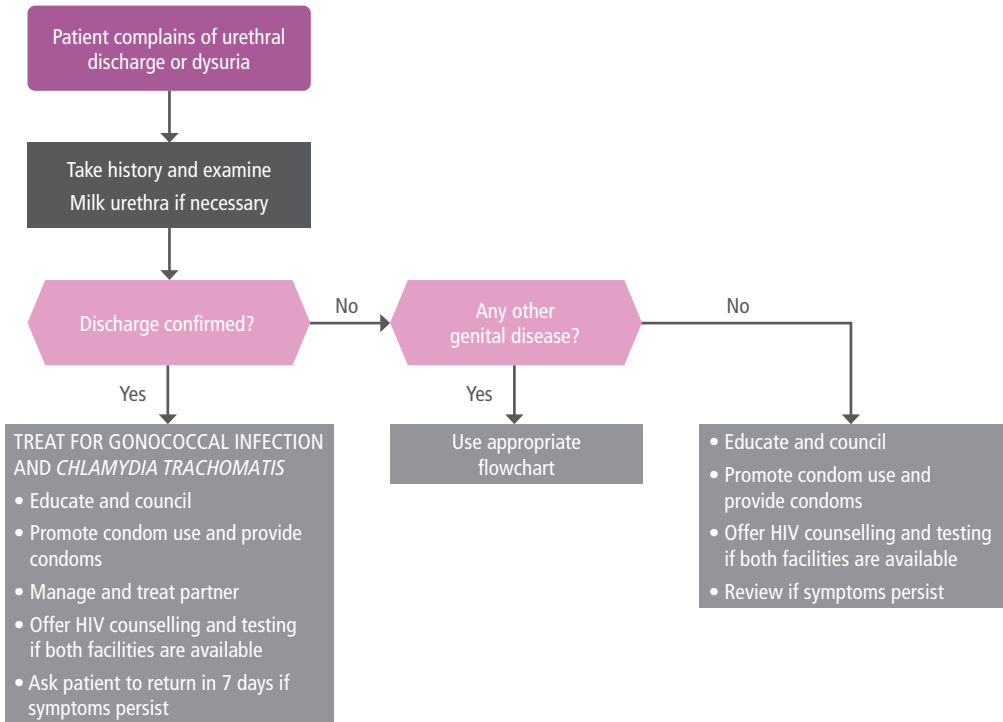 Patient complains of urethral
discharge or dysuria
Take history and examine
Milk urethra if necessary
Discharge confirmed?
No
Any other
genital disease?
No
Yes
Yes
TREAT FOR GONOCOCCAL INFECTION
AND CHLAMYDIA TRACHOMATIS
• Educate and council
• Promote condom use and provide
condoms
• Manage and treat partner
• Offer HIV counselling and testing
if both facilities are available
• Ask patient to return in 7 days if
symptoms persist
Use appropriate
flowchart
• Educate and council
• Promote condom use and
provide condoms
• Offer HIV counselling and testing
if both facilities are available
• Review if symptoms persist